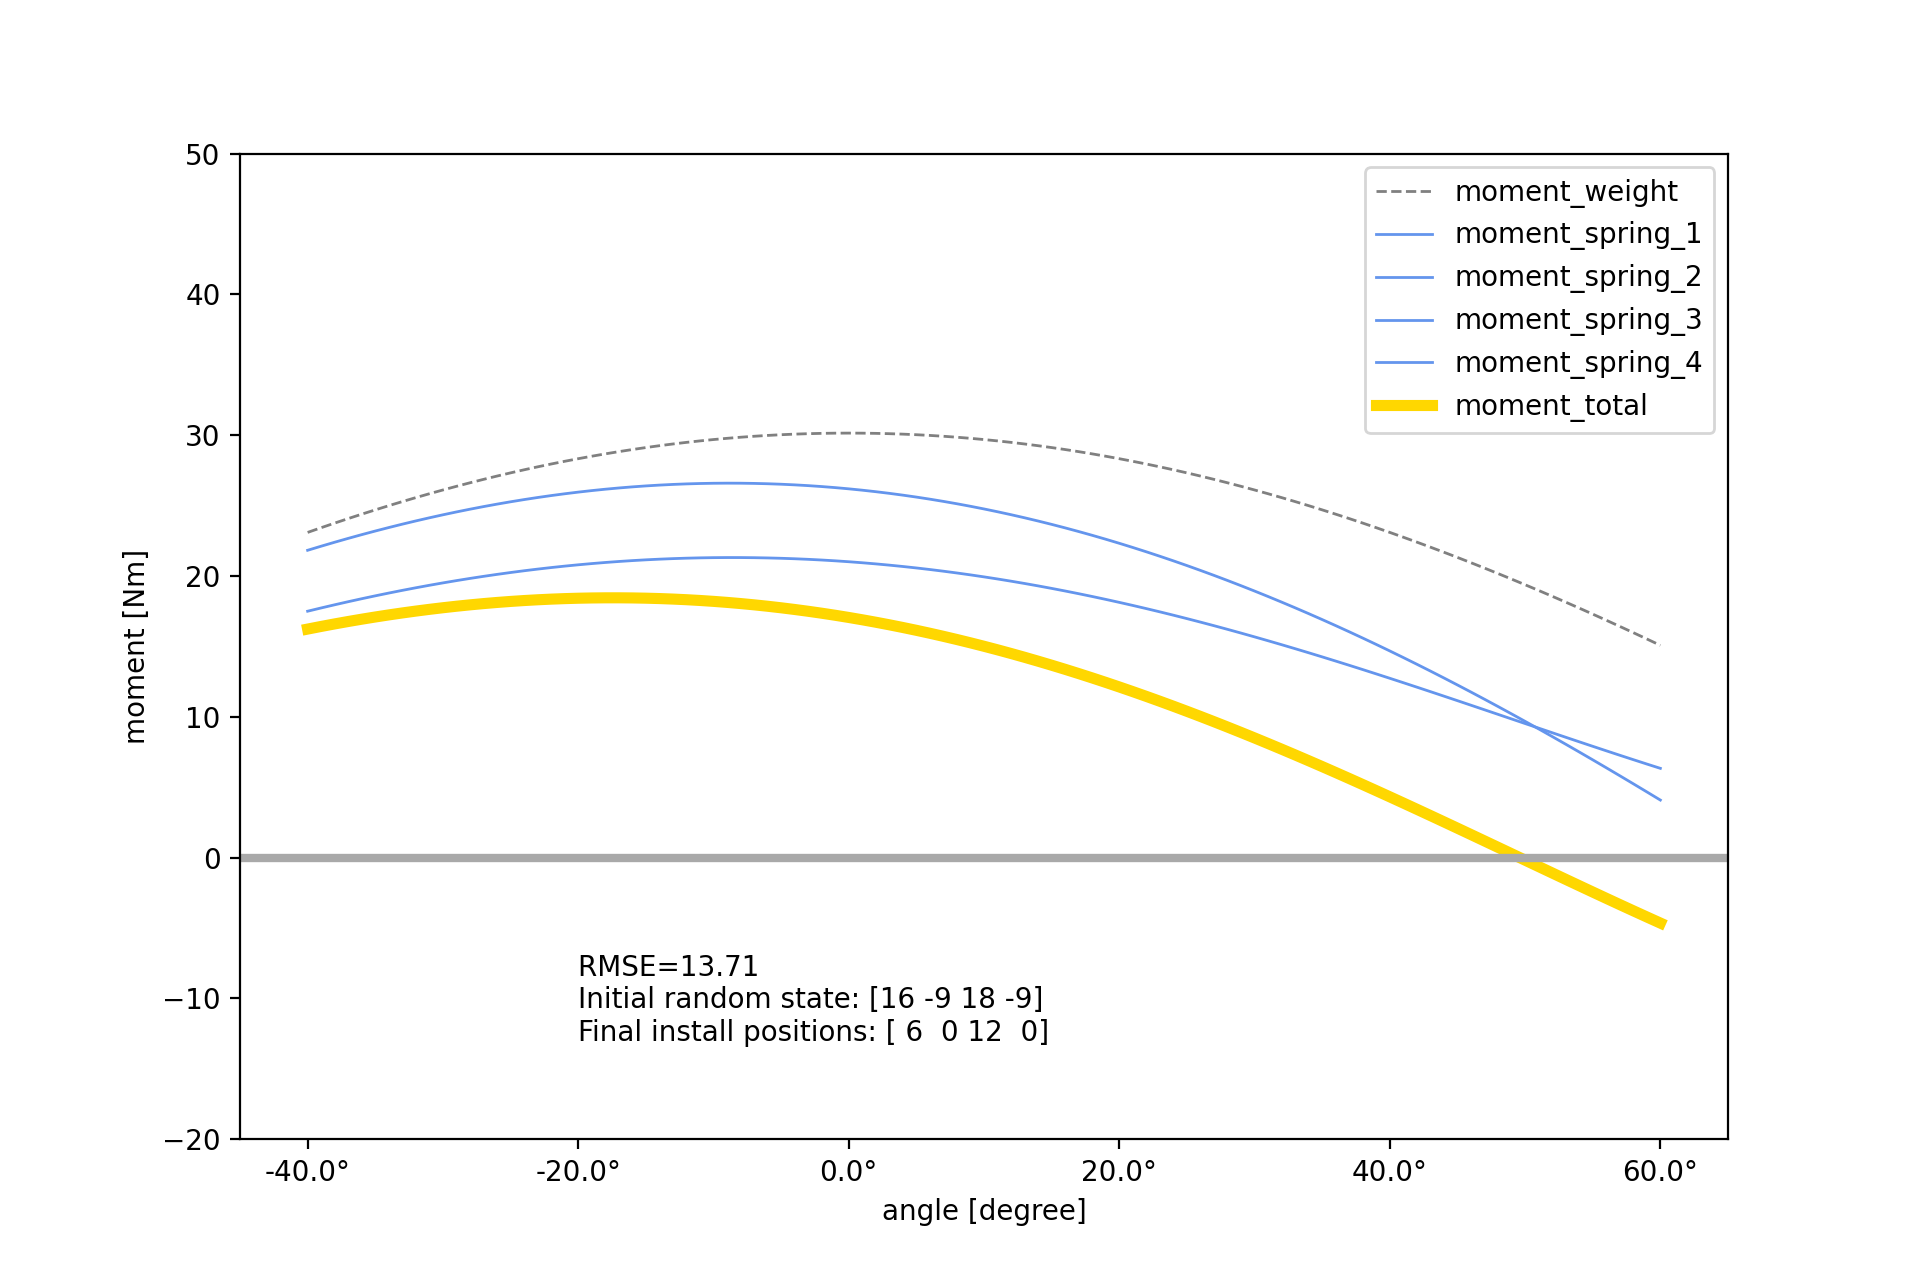 50
40
30
20
10
0
−10
−20
moment [Nm]
moment_weight
moment_spring_1
moment_spring_2
moment_spring_3
moment_spring_4
moment_total
RMSE=13.71
Initial random state: [16 -9 18 -9]
Final install positions: [ 6  0 12  0]
-40.0° -20.0° 0.0° 20.0° 40.0° 60.0°
angle [degree]